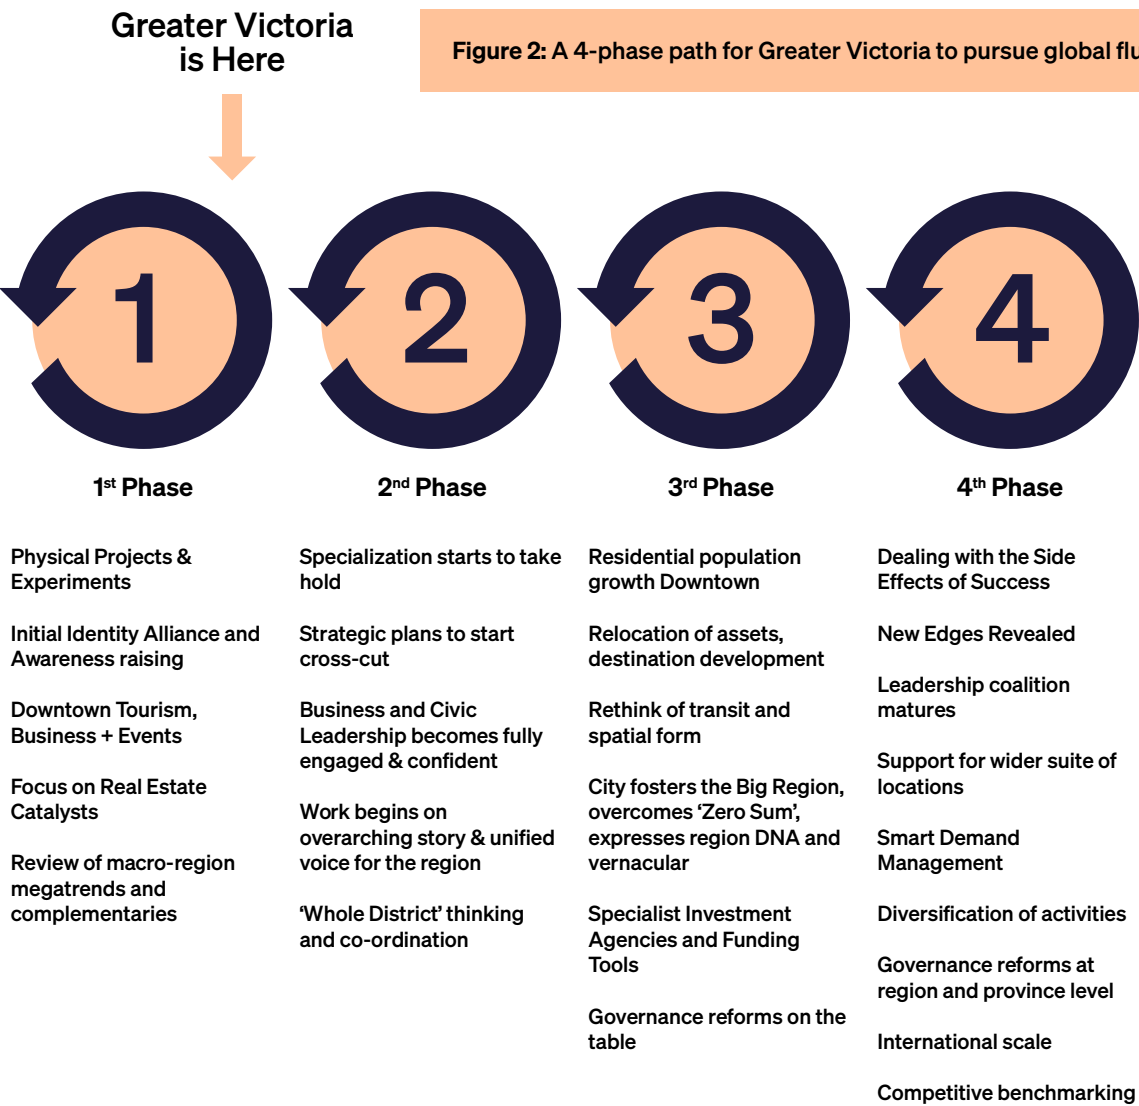 Greater Victoria
is Here
Figure 2: A 4-phase path for Greater Victoria to pursue global
1
2
3
4
1st Phase
Physical Projects &
Experiments
Initial Identity Alliance and
Awareness raising
Downtown Tourism,
Business + Events
Focus on Real Estate
Catalysts
Review of macro-region
megatrends and
complementaries
2nd Phase
Specialization starts to take
hold
Strategic plans to start
cross-cut
Business and Civic
Leadership becomes fully
engaged & confident
Work begins on
overarching story & unified
voice for the region
‘Whole District’ thinking
and co-ordination
3rd Phase
Residential population
growth Downtown
Relocation of assets,
destination development
Rethink of transit and
spatial form
City fosters the Big Region,
overcomes ‘Zero Sum’,
expresses region DNA and
vernacular
Specialist Investment
Agencies and Funding
Tools
Governance reforms on the
table
4th Phase
Dealing with the Side
Effects of Success
New Edges Revealed
Leadership coalition
matures
Support for wider suite of
locations
Smart Demand
Management
Diversification of activities
Governance reforms at
region and province level
International scale
Competitive benchmarking